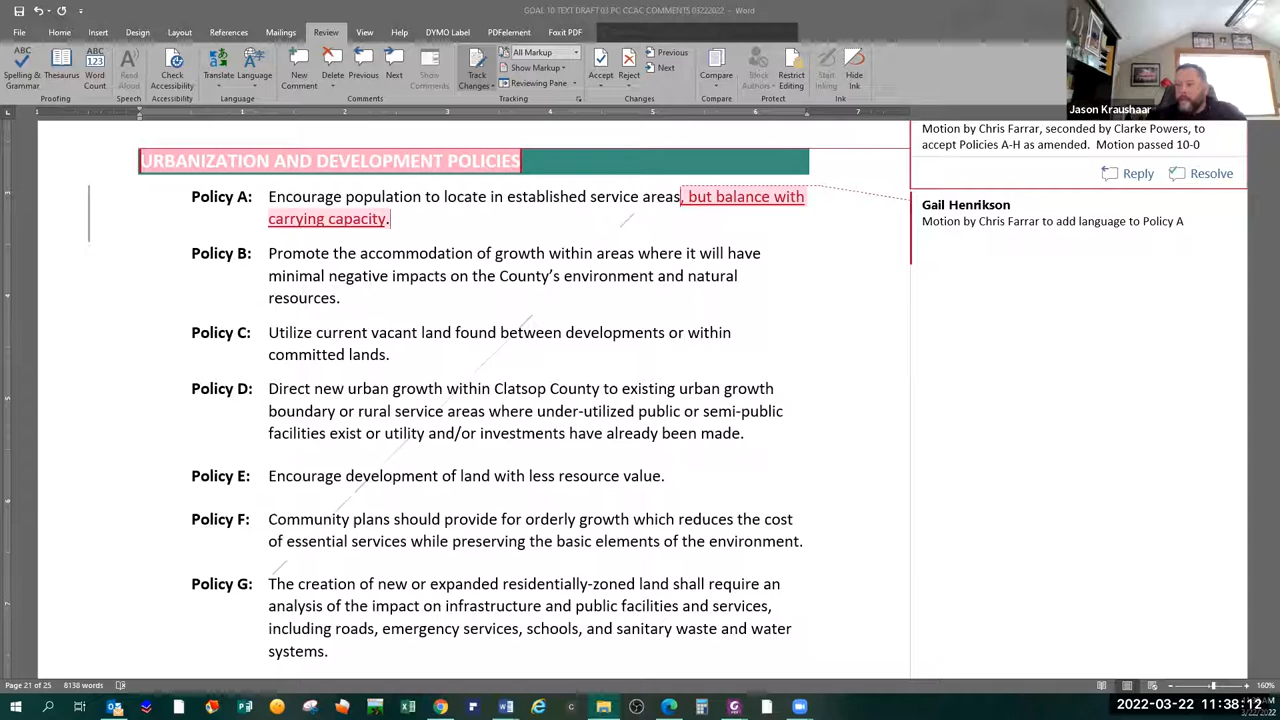 GOAL 10 TEXT DRAFT 03 PC CCAC COMMENTS 03222022 - Word
File Home Insert Design Layout References Mailings Review View Help DYMO Label PDFelement Foxit PDF
Spelling & Grammar Thesaurus Word Count Read Aloud Check Accessibility Translate Language New Comment Delete Previous Next Show Comments Track Changes All Markup Show Markup Reviewing Pane Accept Reject Previous Next Compare Block Authors Restrict Editing Start Inking Hide Ink
Proofing Speech Accessibility Language Comments Tracking Changes Compare Protect Ink
Jason Kraushaar
Motion by Chris Farrar, seconded by Clarke Powers, to
accept Policies A-H as amended. Motion passed 10-0
Reply Resolve
Gail Henrikson
Motion by Chris Farrar to add language to Policy A
URBANIZATION AND DEVELOPMENT POLICIES
Policy A: Encourage population to locate in established service areas, but balance with
carrying capacity.
Policy B: Promote the accommodation of growth within areas where it will have
minimal negative impacts on the County's environment and natural
resources.
Policy C: Utilize current vacant land found between developments or within
committed lands.
Policy D: Direct new urban growth within Clatsop County to existing urban growth
boundary or rural service areas where under-utilized public or semi-public
facilities exist or utility and/or investments have already been made.
Policy E: Encourage development of land with less resource value.
Policy F: Community plans should provide for orderly growth which reduces the cost
of essential services while preserving the basic elements of the environment.
Policy G: The creation of new or expanded residentially-zoned land shall require an
analysis of the impact on infrastructure and public facilities and services,
including roads, emergency services, schools, and sanitary waste and water
systems.
Page 21 of 25 8138 words 160%
2022-03-22 11:38:12